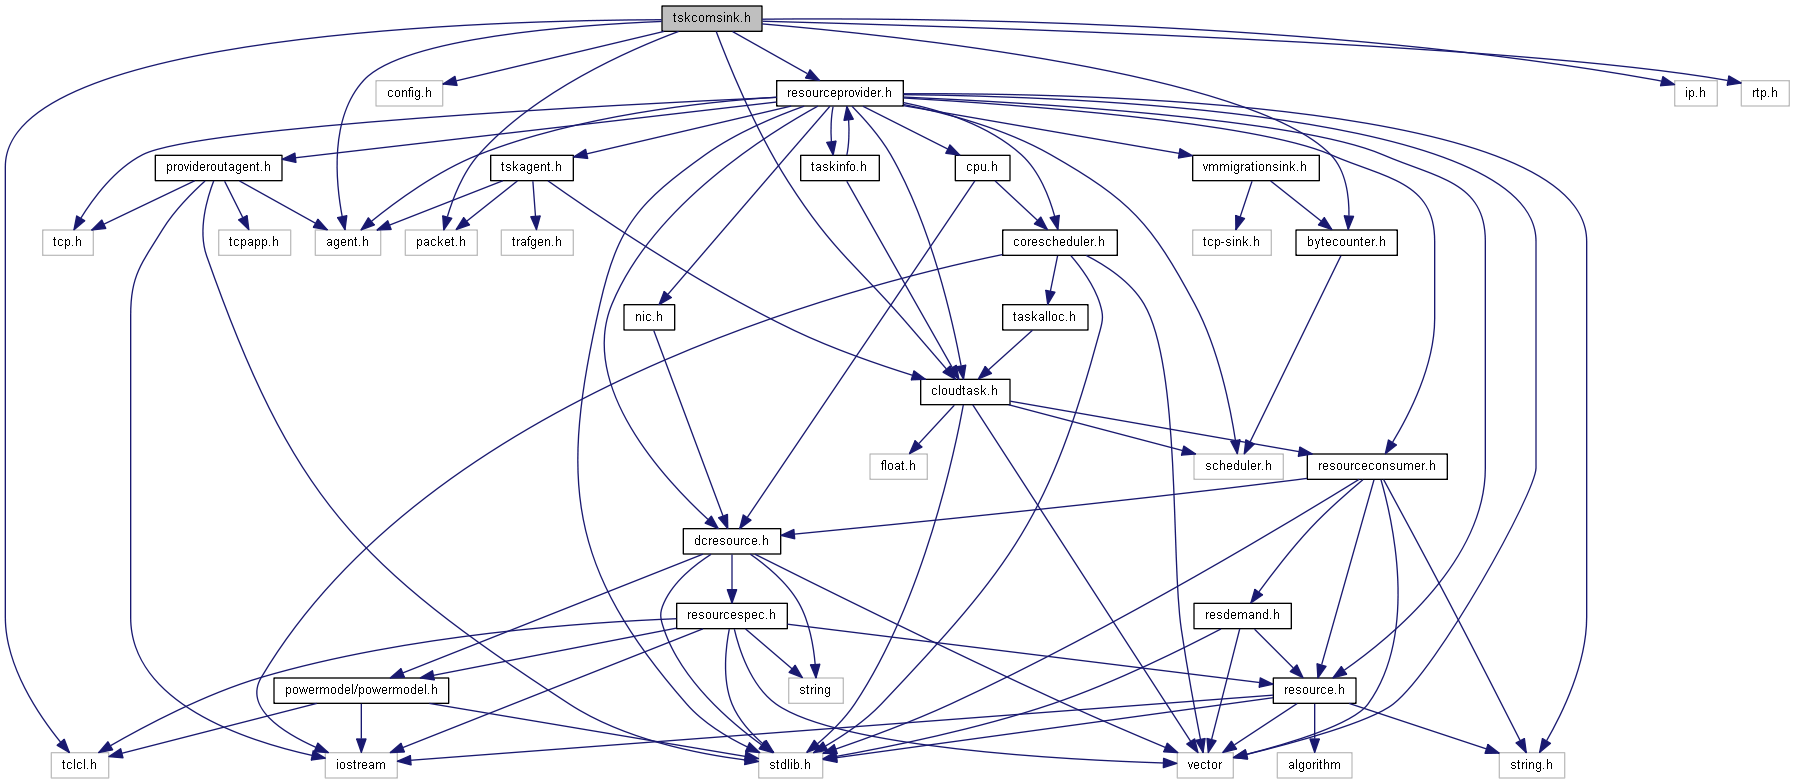 tskcomsink.h
config.h
resourceprovider.h
ip.h
rtp.h
provideroutagent.h
tskagent.h
taskinfo.h
cpu.h
vmmigrationsink.h
tcp.h
tcpapp.h
agent.h
packet.h
trafgen.h
corescheduler.h
tcp-sink.h
bytecounter.h
nic.h
taskalloc.h
cloudtask.h
float.h
scheduler.h
resourceconsumer.h
dcresource.h
resourcespec.h
resdemand.h
powermodel/powermodel.h
string
resource.h
tclcl.h
iostream
stdlib.h
vector
algorithm
string.h